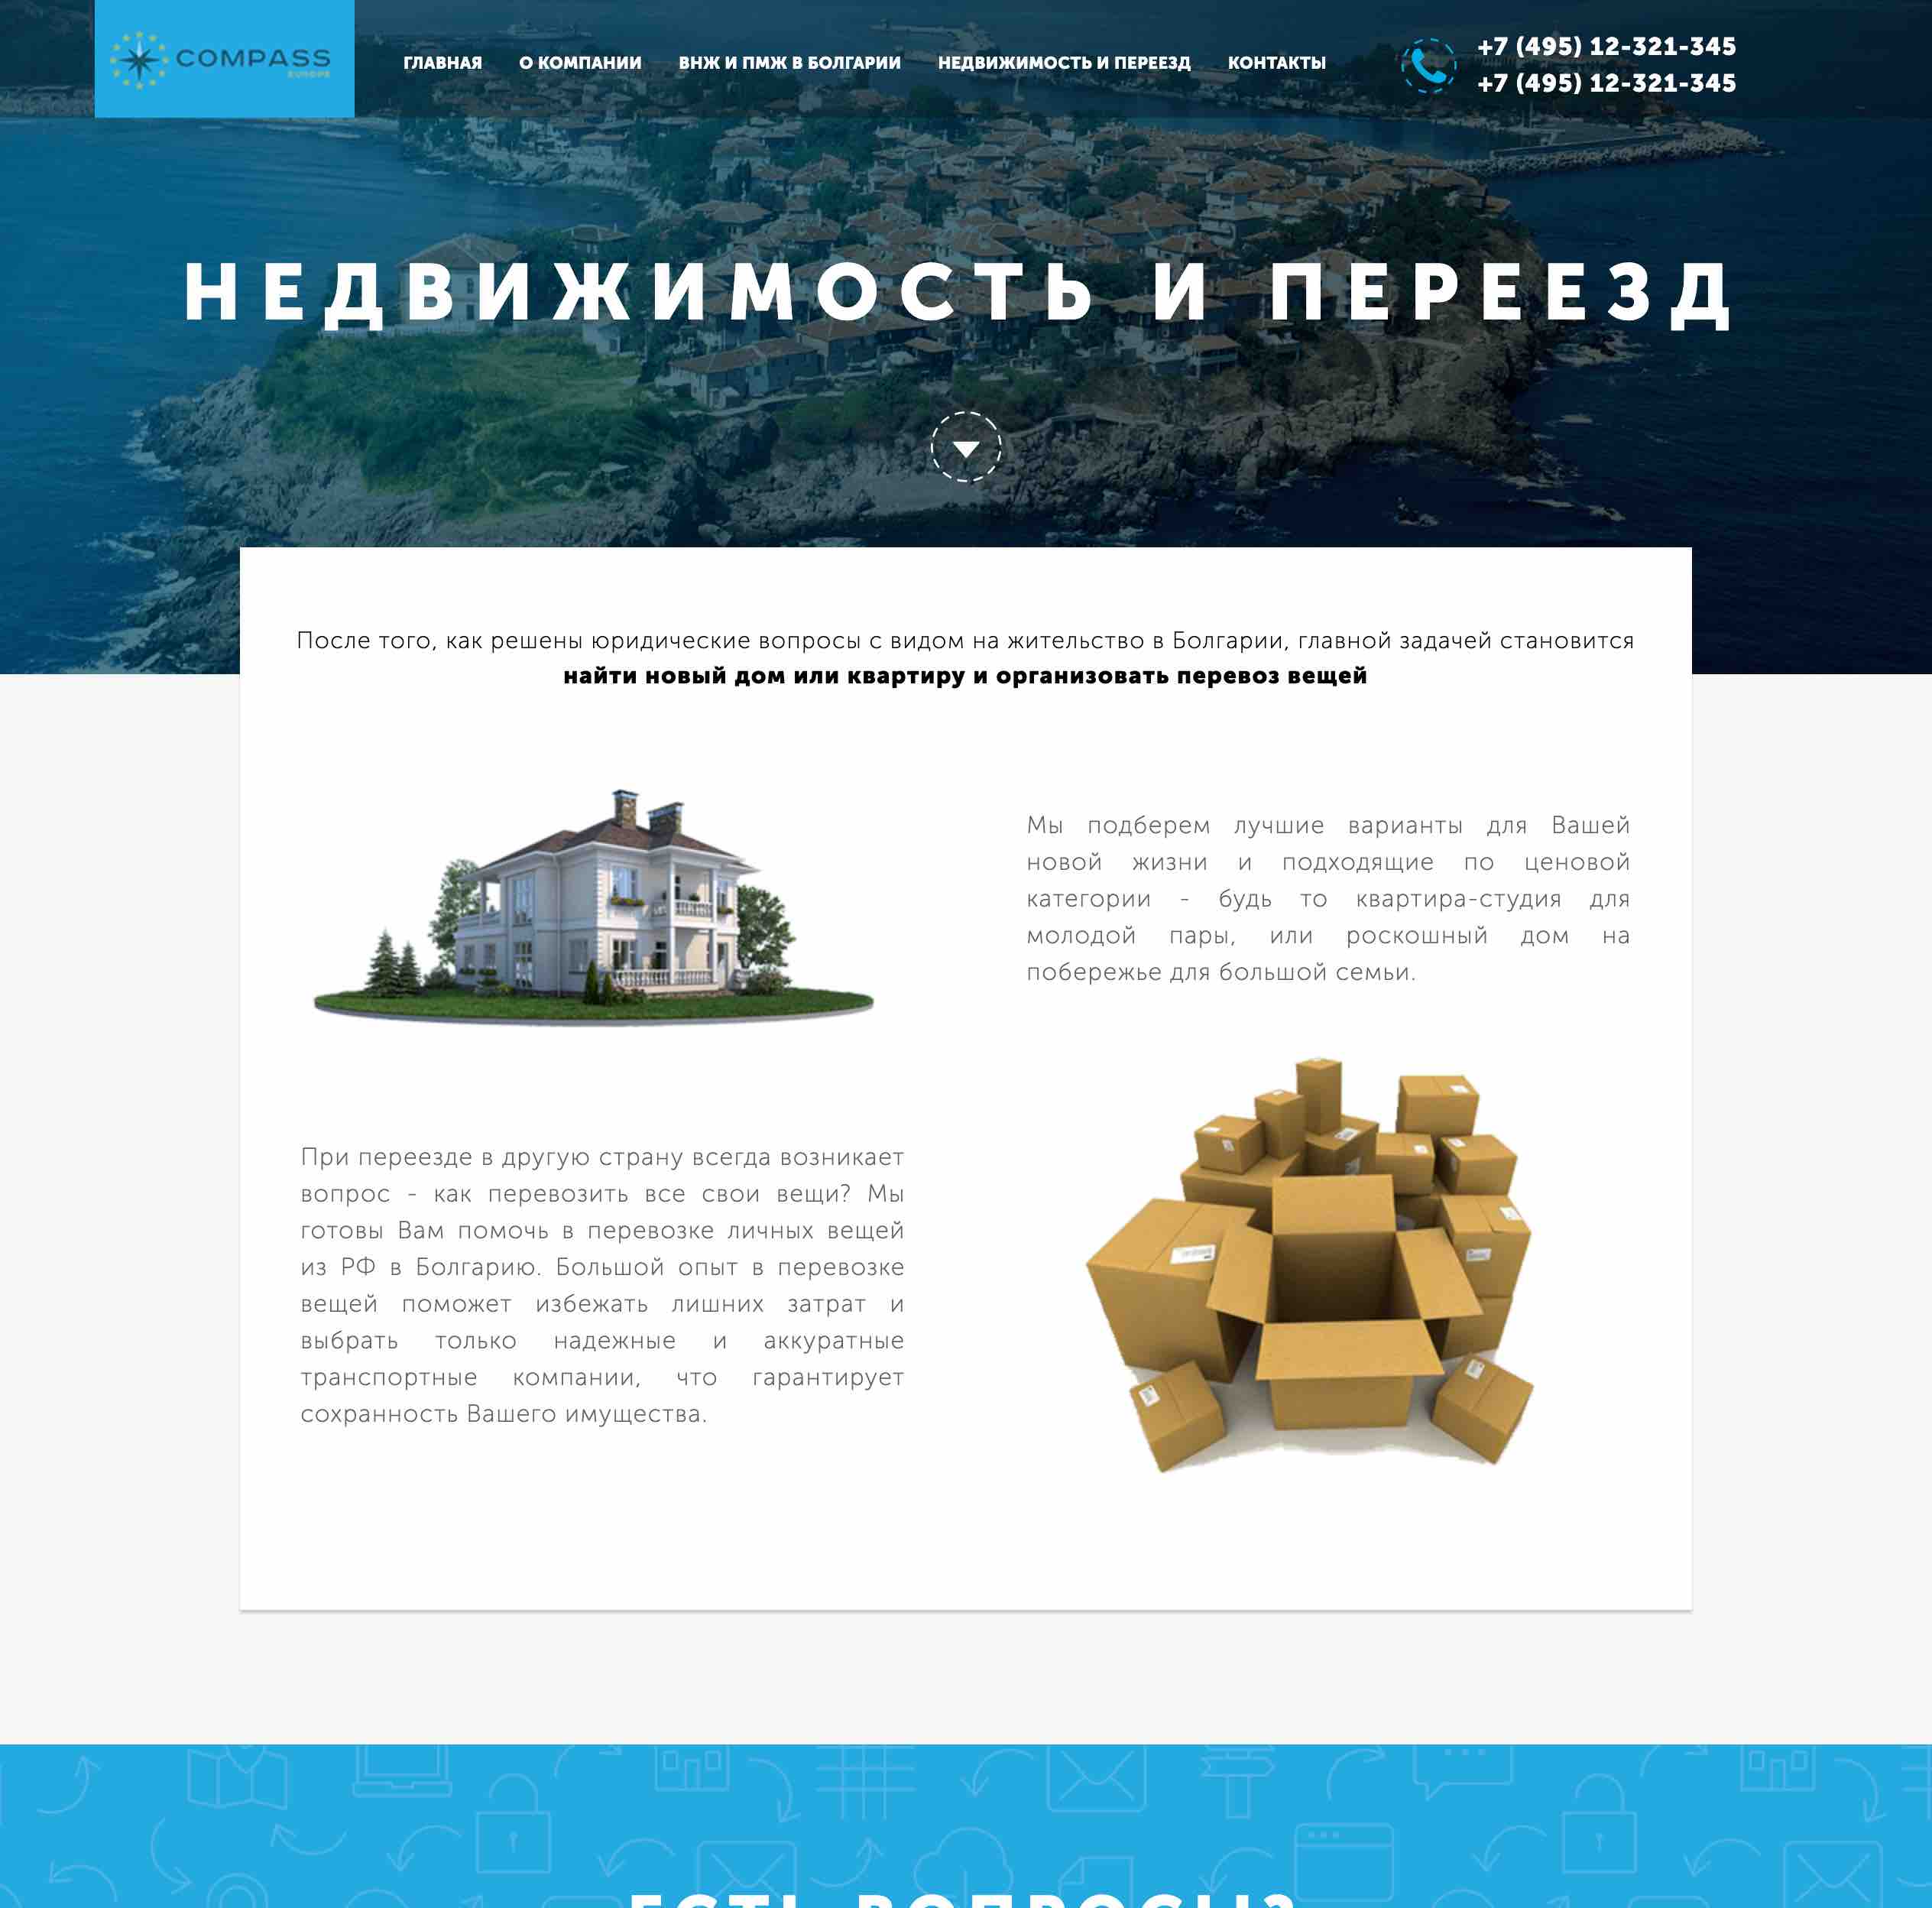 COMPASS
EUROPE
ГЛАВНАЯ
О КОМПАНИИ
ВНЖ И ПМЖ В БОЛГАРИИ
НЕДВИЖИМОСТЬ И ПЕРЕЕЗД
КОНТАКТЫ
+7 (495) 12-321-345
+7 (495) 12-321-345
НЕДВИЖИМОСТЬ И ПЕРЕЕЗД
После того, как решены юридические вопросы с видом на жительство в Болгарии, главной задачей становится
найти новый дом или квартиру и организовать перевоз вещей
Мы подберем лучшие варианты для Вашей
новой жизни и подходящие по ценовой
категории - будь то квартира-студия для
молодой пары, или роскошный дом на
побережье для большой семьи.
При переезде в другую страну всегда возникает
вопрос - как перевозить все свои вещи? Мы
готовы Вам помочь в перевозке личных вещей
из РФ в Болгарию. Большой опыт в перевозке
вещей поможет избежать лишних затрат и
выбрать только надежные и аккуратные
транспортные компании, что гарантирует
сохранность Вашего имущества.
ЕСТЬ ВОПРОСЫ?